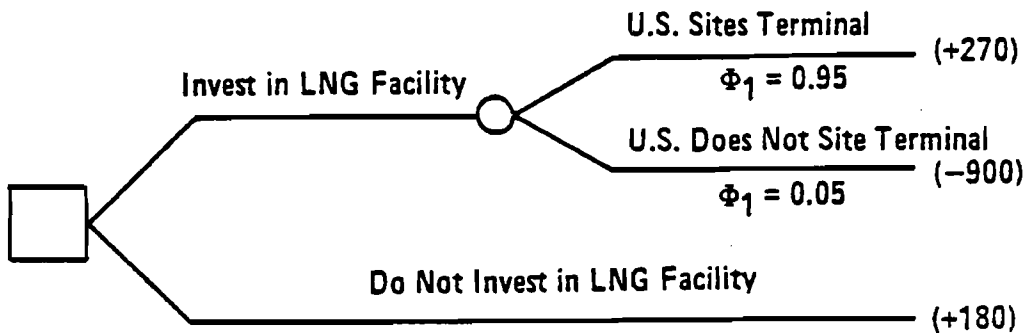 U.S. Sites Terminal
(+270)
Φ1 = 0.95
Invest in LNG Facility
U.S. Does Not Site Terminal
(−900)
Φ1 = 0.05
Do Not Invest in LNG Facility
(+180)